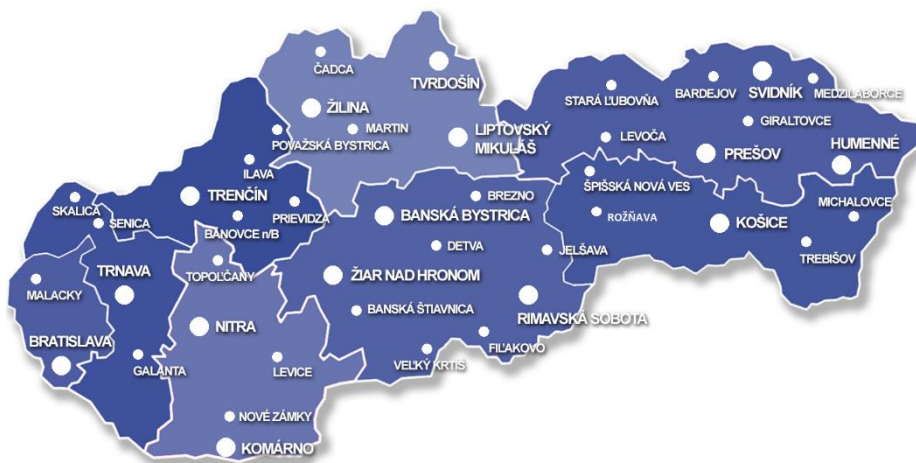 ČADCA
TVRDOŠÍN
ŽILINA
MARTIN
POVAŽSKÁ BYSTRICA
LIPTOVSKÝ
MIKULÁŠ
STARÁ ĽUBOVŇA
BARDEJOV
SVIDNÍK
MEDZILABORCE
GIRALTOVCE
LEVOČA
PREŠOV
HUMENNÉ
ILAVA
TRENČÍN
PRIEVIDZA
BÁNOVCE n/B
SKALICA
SENICA
ŠPIŠSKÁ NOVÁ VES
ROŽŇAVA
KOŠICE
MICHALOVCE
TREBIŠOV
BREZNO
BANSKÁ BYSTRICA
DETVA
JELŠAVA
ŽIAR NAD HRONOM
BANSKÁ ŠTIAVNICA
RIMAVSKÁ SOBOTA
FIĽAKOVO
VEĽKÝ KRTÍŠ
TOPOĽČANY
TRNAVA
MALACKY
BRATISLAVA
GALANTA
NITRA
LEVICE
NOVÉ ZÁMKY
KOMÁRNO